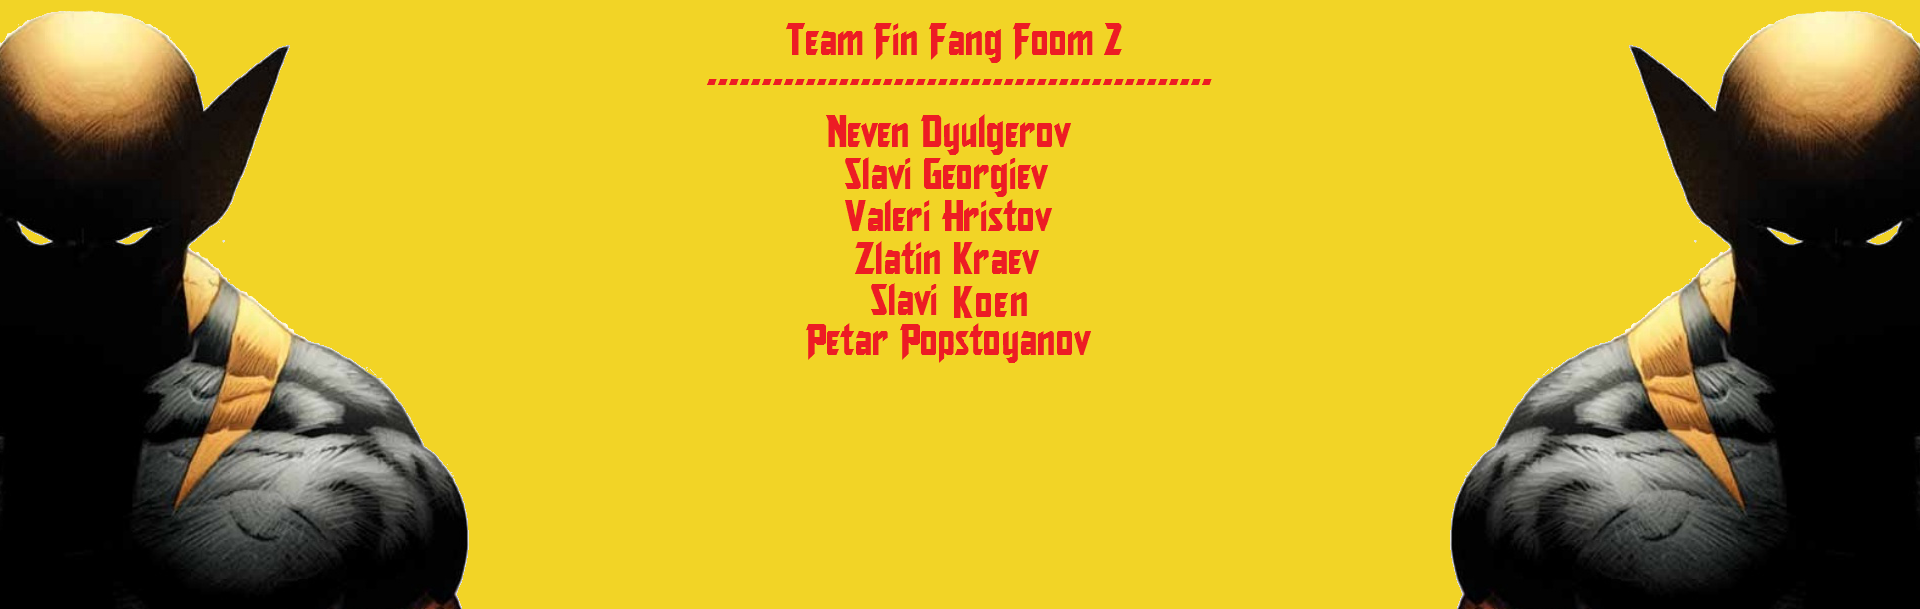 Team Fin Fang Foom 2
----------------------------------------------
Neven Dyulgerov
Slavi Georgiev
Valeri Hristov
Zlatin Kraev
Slavi Koen
Petar Popstoyanov